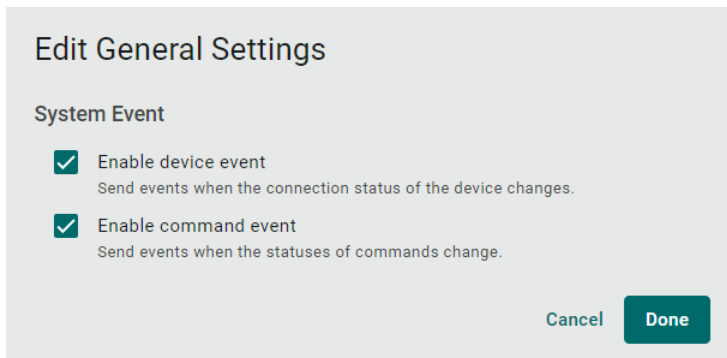 Edit General Settings
System Event
Enable device event
Send events when the connection status of the device changes.
Enable command event
Send events when the statuses of commands change.
Cancel Done